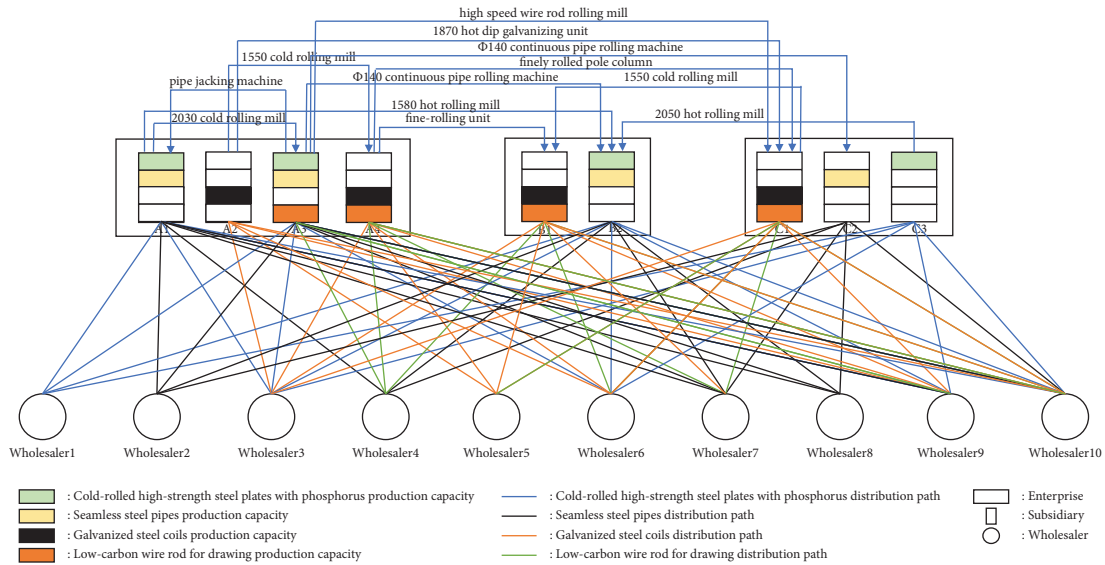 high speed wire rod rolling mill
1870 hot dip galvanizing unit
Φ140 continuous pipe rolling machine
1550 cold rolling mill
finely rolled pole column
Φ140 continuous pipe rolling machine
1550 cold rolling mill
pipe jacking machine
1580 hot rolling mill
2030 cold rolling mill
fine-rolling unit
2050 hot rolling mill
A1 A2 A3 A4 B1 B2 C1 C2 C3
Wholesaler1 Wholesaler2 Wholesaler3 Wholesaler4 Wholesaler5 Wholesaler6 Wholesaler7 Wholesaler8 Wholesaler9 Wholesaler10
: Cold-rolled high-strength steel plates with phosphorus production capacity
: Seamless steel pipes production capacity
: Galvanized steel coils production capacity
: Low-carbon wire rod for drawing production capacity
: Cold-rolled high-strength steel plates with phosphorus distribution path
: Seamless steel pipes distribution path
: Galvanized steel coils distribution path
: Low-carbon wire rod for drawing distribution path
: Enterprise
: Subsidiary
: Wholesaler